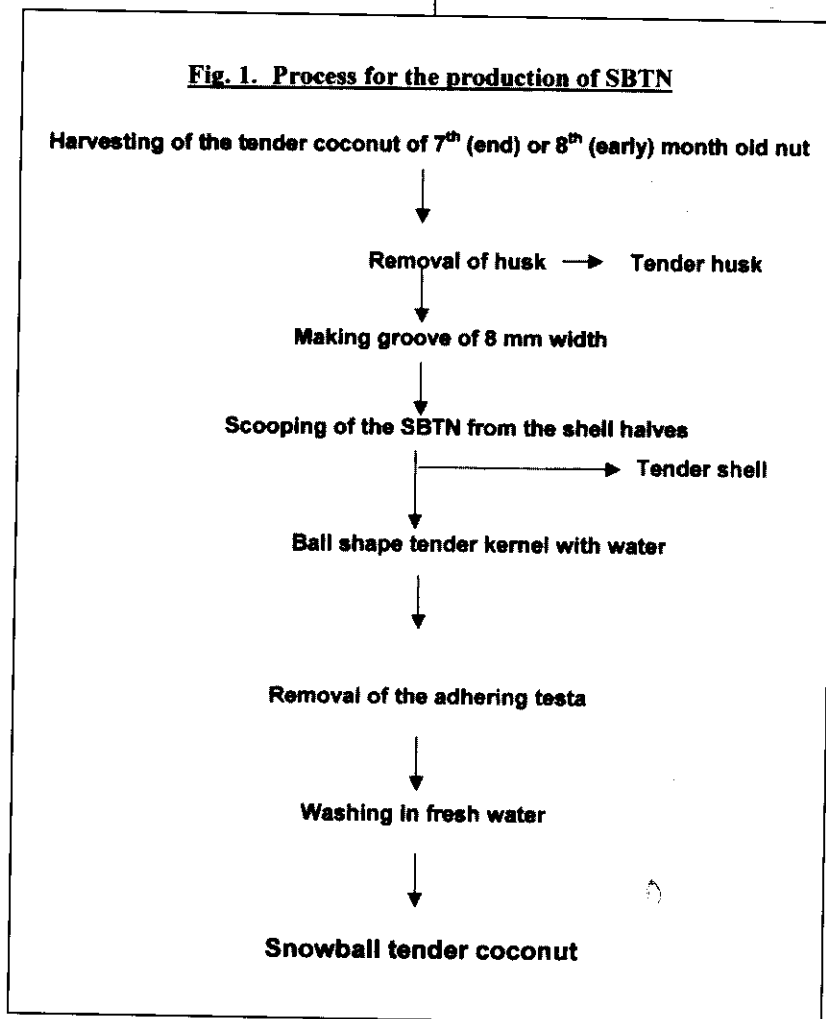 Fig. 1. Process for the production of SBTN
Harvesting of the tender coconut of 7th (end) or 8th (early) month old nut
Removal of husk → Tender husk
Making groove of 8 mm width
Scooping of the SBTN from the shell halves
Tender shell
Ball shape tender kernel with water
Removal of the adhering testa
Washing in fresh water
Snowball tender coconut